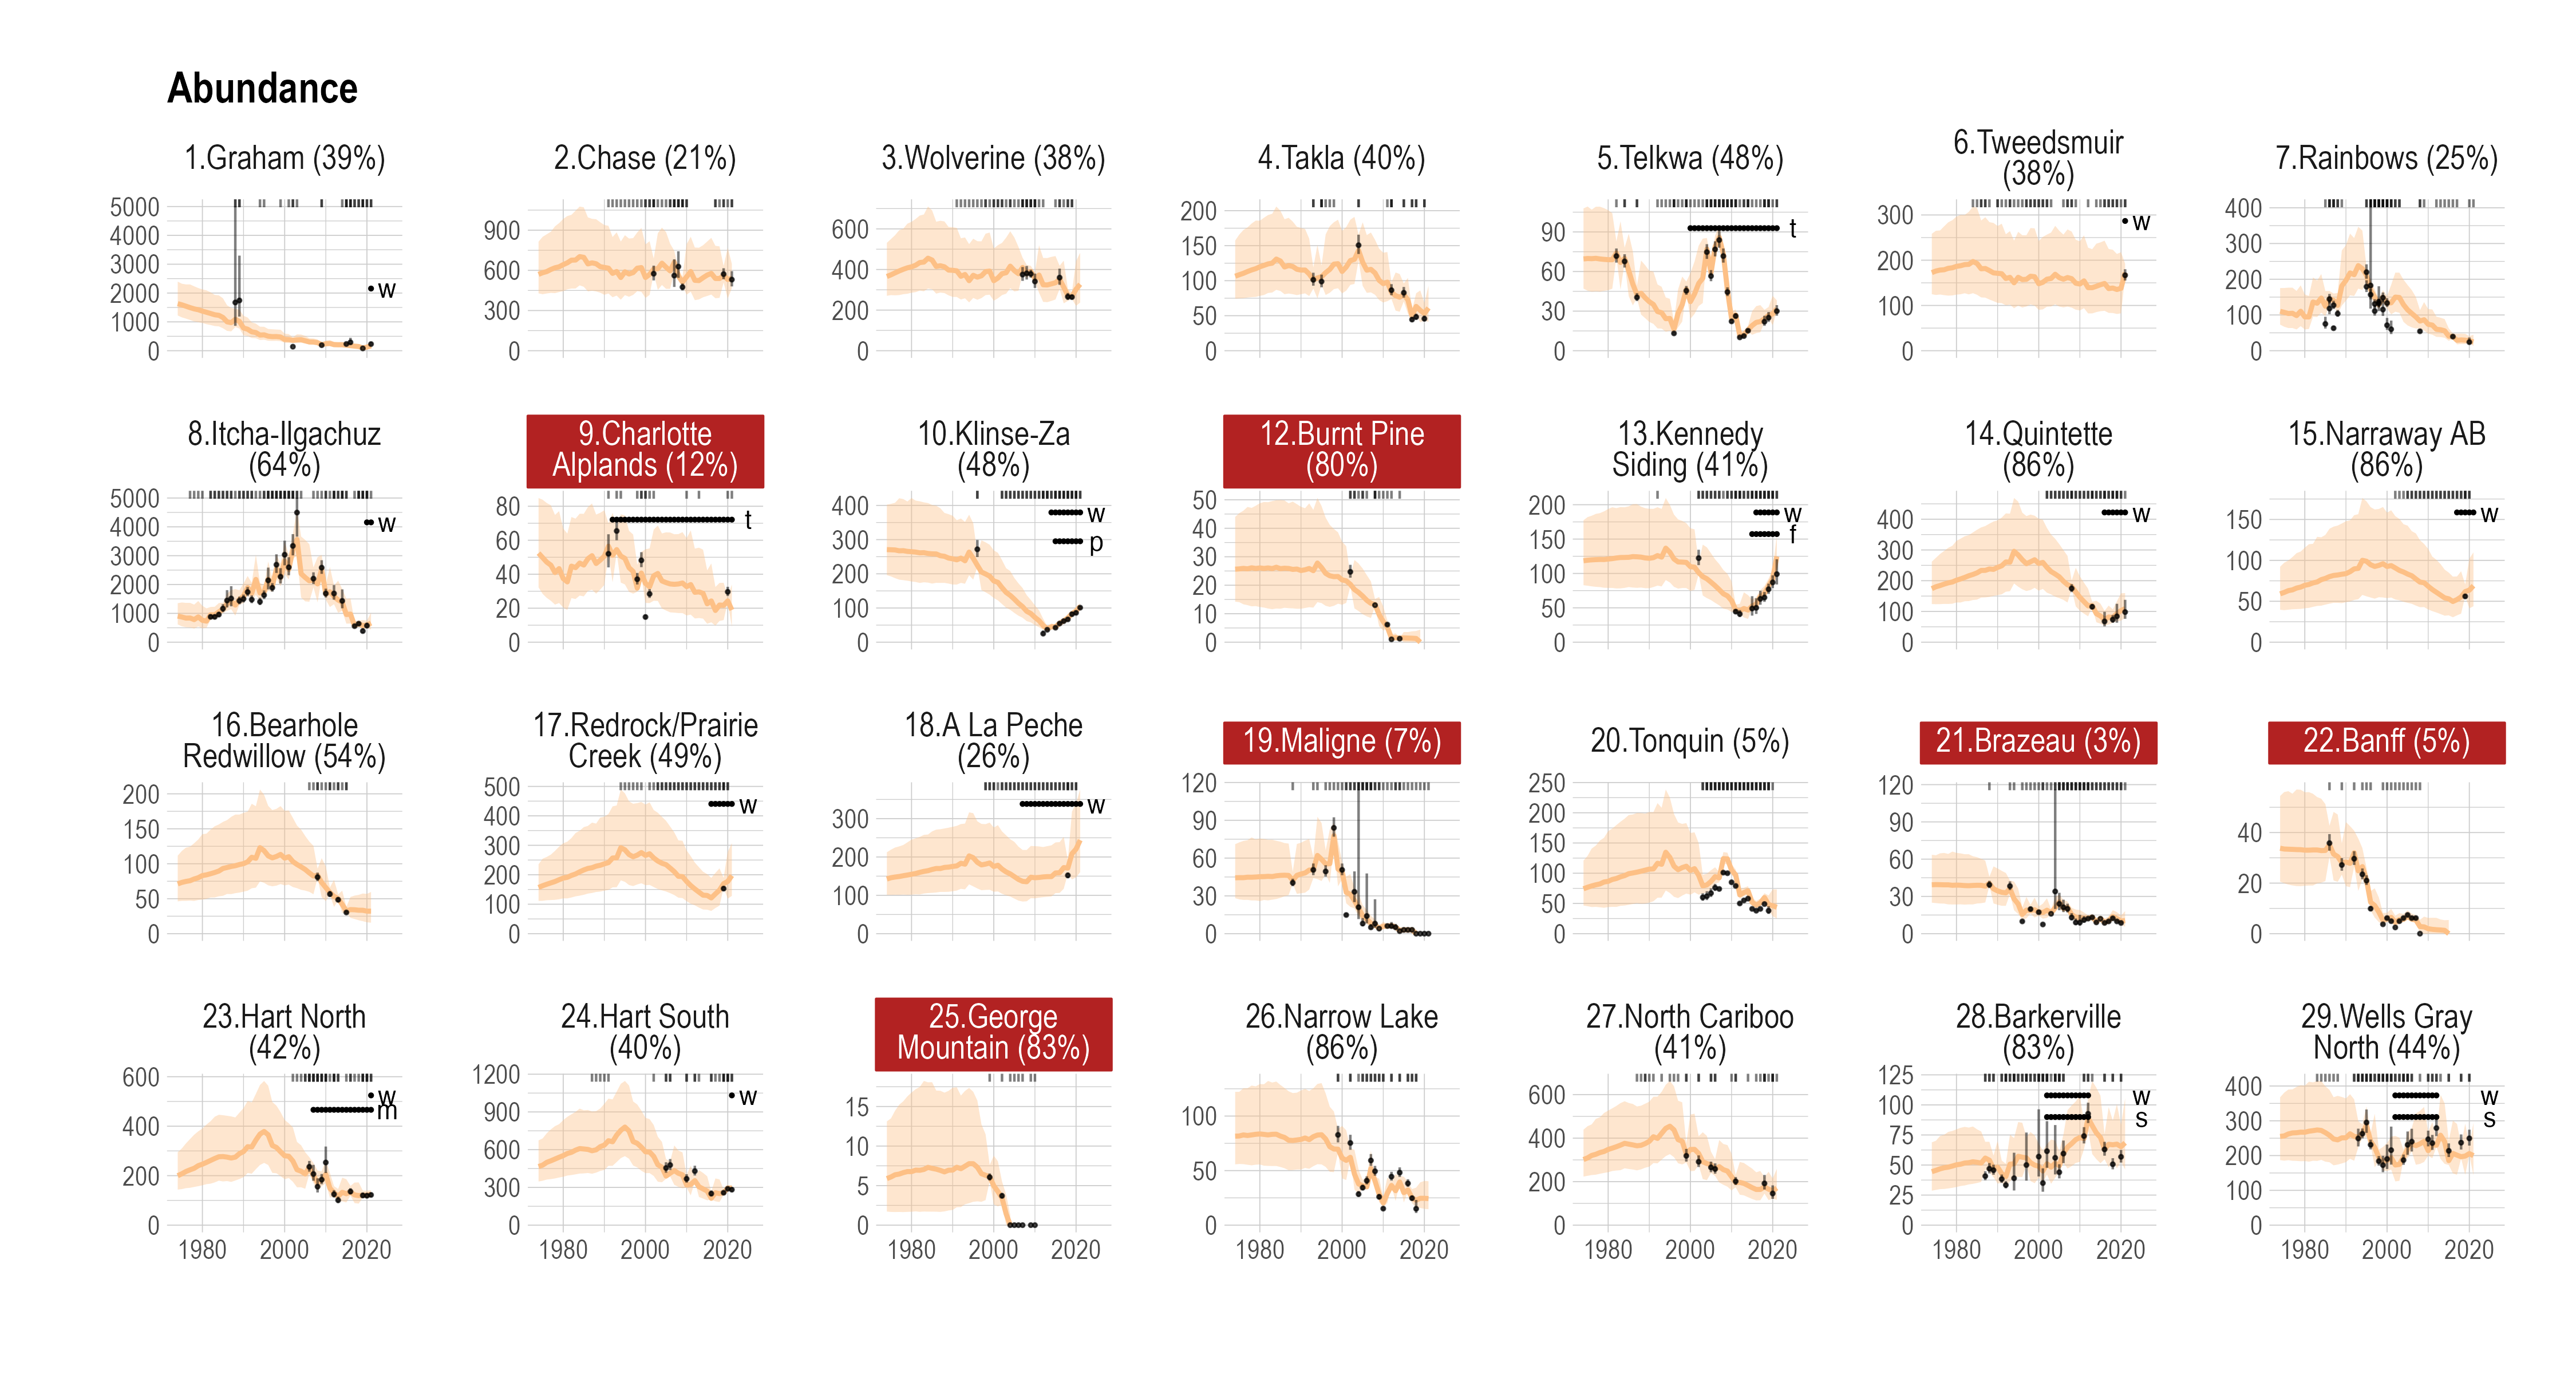 Abundance
1.Graham (39%)
2.Chase (21%)
3.Wolverine (38%)
4.Takla (40%)
5.Telkwa (48%)
6.Tweedsmuir
(38%)
7.Rainbows (25%)
5000
4000
3000
2000
1000
0
w
900
600
300
0
600
400
200
0
200
150
100
50
0
90
60
30
0
t
300
200
100
0
w
400
300
200
100
0
8.Itcha-Ilgachuz
(64%)
9.Charlotte
Alplands (12%)
10.Klinse-Za
(48%)
12.Burnt Pine
(80%)
13.Kennedy
Siding (41%)
14.Quintette
(86%)
15.Narraway AB
(86%)
5000
4000
3000
2000
1000
0
w
80
60
40
20
0
t
400
300
200
100
0
w
p
50
40
30
20
10
0
200
150
100
50
0
w
f
400
300
200
100
0
w
150
100
50
0
w
16.Bearhole
Redwillow (54%)
17.Redrock/Prairie
Creek (49%)
18.A La Peche
(26%)
19.Maligne (7%)
20.Tonquin (5%)
21.Brazeau (3%)
22.Banff (5%)
200
150
100
50
0
500
400
300
200
100
0
w
300
200
100
0
w
120
90
60
30
0
250
200
150
100
50
0
120
90
60
30
0
40
20
0
23.Hart North
(42%)
24.Hart South
(40%)
25.George
Mountain (83%)
26.Narrow Lake
(86%)
27.North Cariboo
(41%)
28.Barkerville
(83%)
29.Wells Gray
North (44%)
600
400
200
0
w
m
1200
900
600
300
0
w
15
10
5
0
100
50
0
600
400
200
0
125
100
75
50
25
0
w
s
400
300
200
100
0
w
s
1980 2000 2020
1980 2000 2020
1980 2000 2020
1980 2000 2020
1980 2000 2020
1980 2000 2020
1980 2000 2020